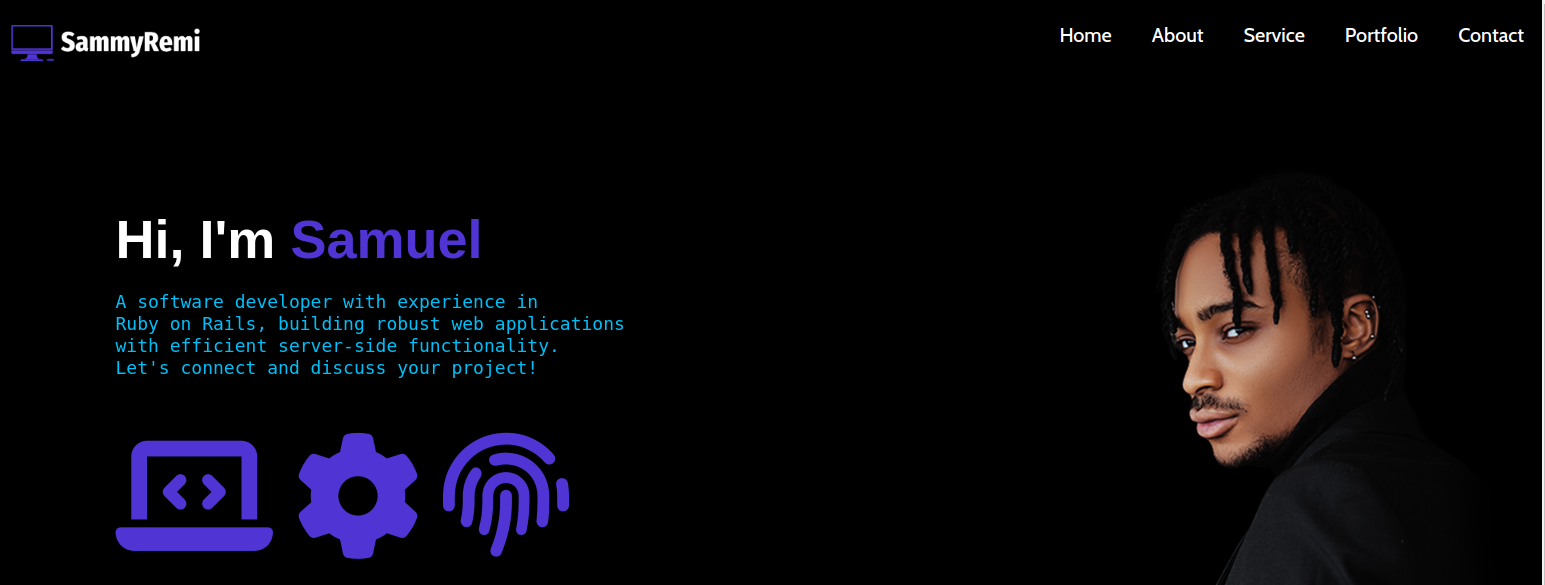 SammyRemi
Home About Service Portfolio Contact
Hi, I'm Samuel
A software developer with experience in
Ruby on Rails, building robust web applications
with efficient server-side functionality.
Let's connect and discuss your project!